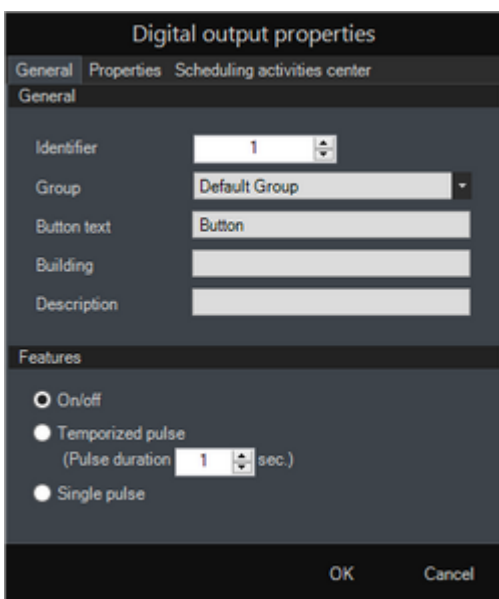 Digital output properties
General Properties Scheduling activities center
General
Identifier 1
Group Default Group
Button text Button
Building
Description
Features
On/off
Temporized pulse
(Pulse duration 1 sec.)
Single pulse
OK Cancel